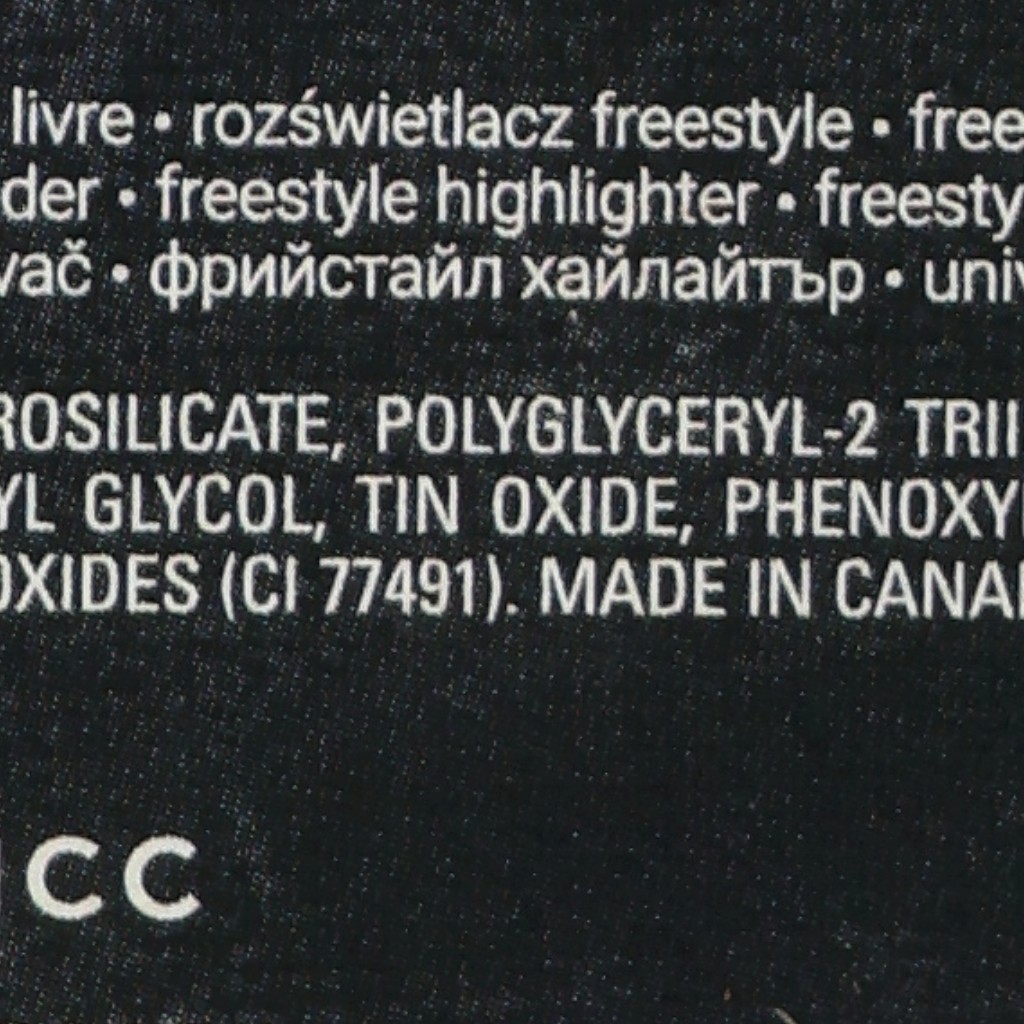 livre • rozświetlacz freestyle • free
der • freestyle highlighter • freesty
vač • фрийстайл хайлайтър • univ
ROSILICATE, POLYGLYCERYL-2 TRII
YL GLYCOL, TIN OXIDE, PHENOXY
OXIDES (CI 77491). MADE IN CANA
CC